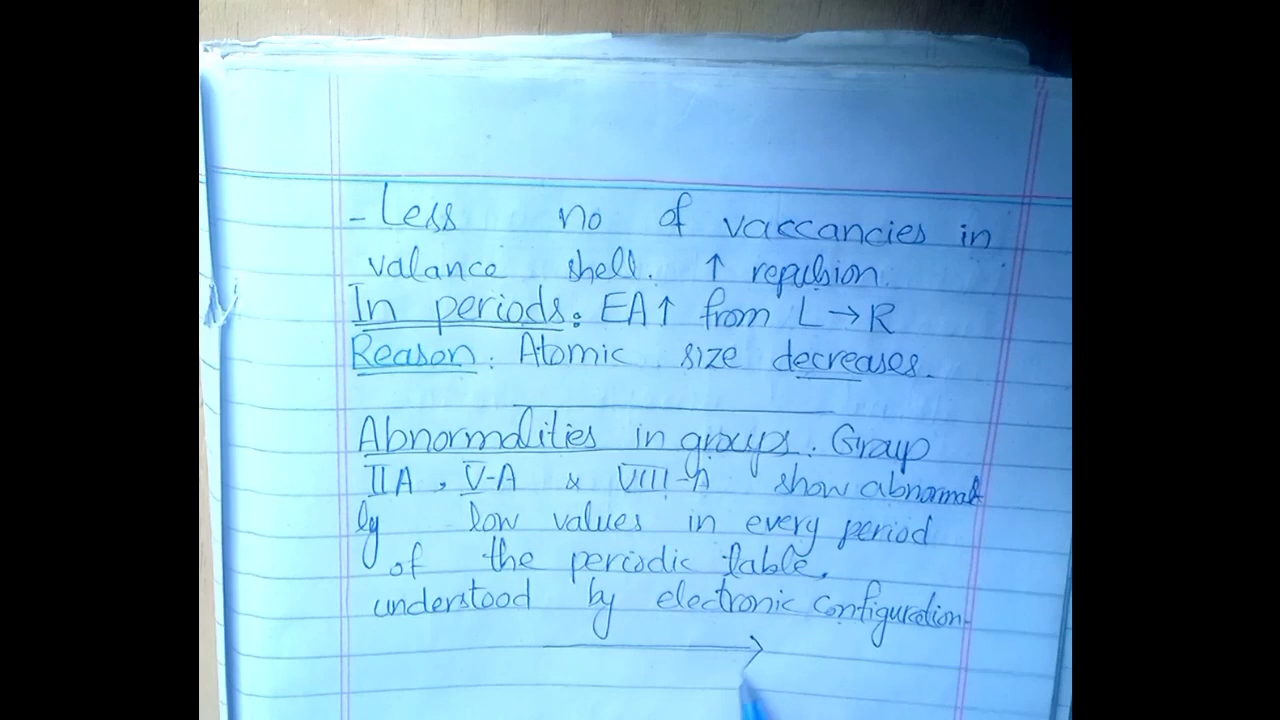 - Less no of vaccancies in
valance shell. ↑ repulsion.
In periods: EA↑ from L→R
Reason: Atomic size decreases.
Abnormalities in groups. Group
IIA, V-A & VIII-A show abnormal
ly low values in every period
of the periodic table.
understood by electronic configuration.